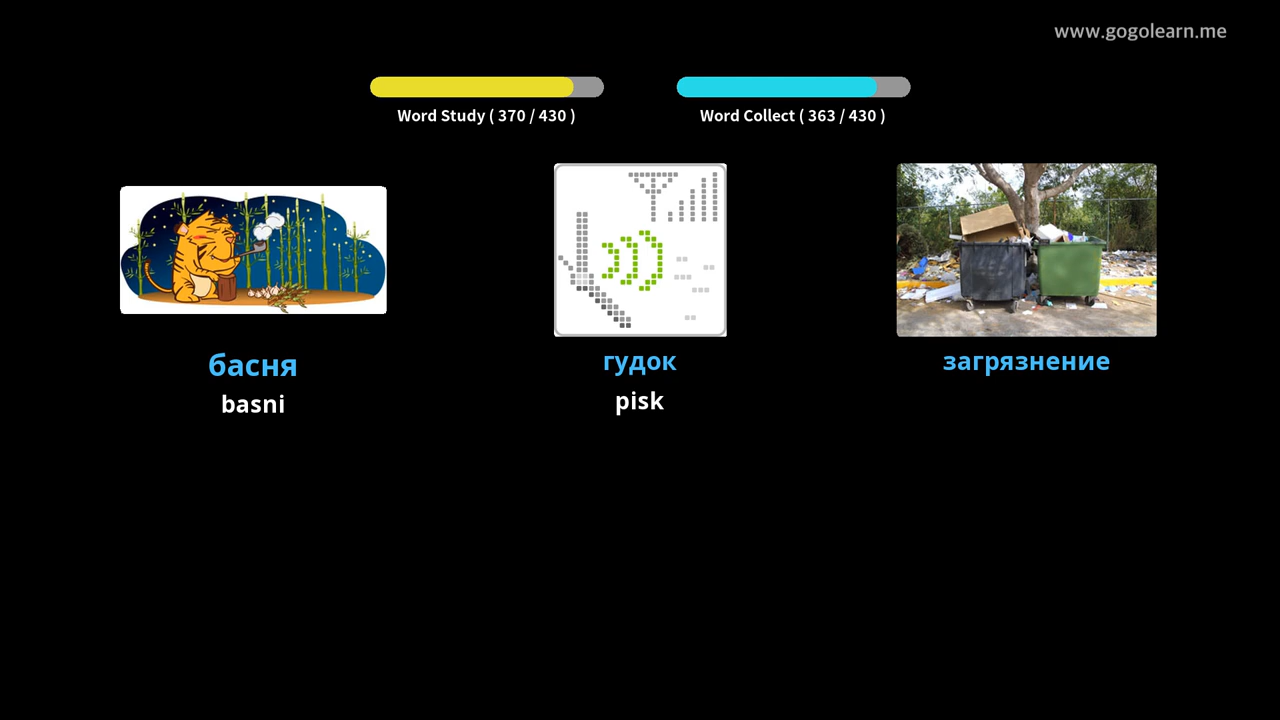 www.gogolearn.me
Word Study ( 370 / 430 )
Word Collect ( 363 / 430 )
басня
basni
гудок
pisk
загрязнение